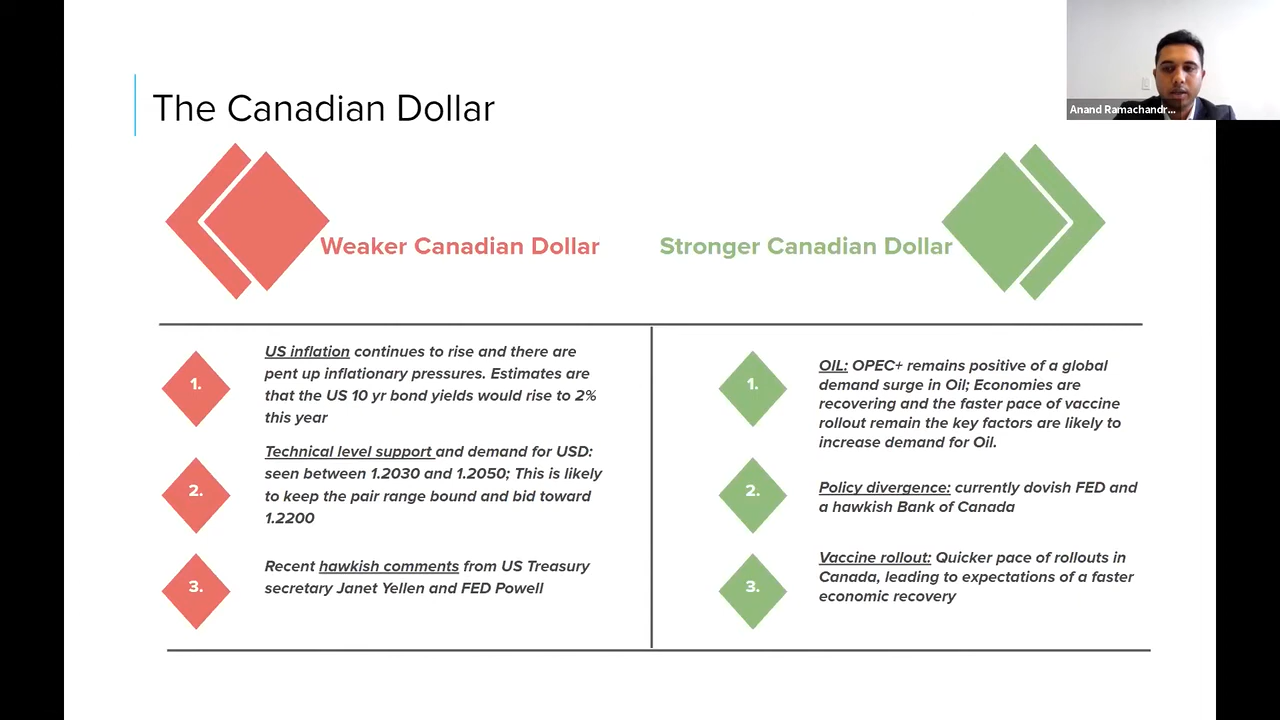 Anand Ramachandr...
The Canadian Dollar
Weaker Canadian Dollar
Stronger Canadian Dollar
1.
US inflation continues to rise and there are
pent up inflationary pressures. Estimates are
that the US 10 yr bond yields would rise to 2%
this year
2.
Technical level support and demand for USD:
seen between 1.2030 and 1.2050; This is likely
to keep the pair range bound and bid toward
1.2200
3.
Recent hawkish comments from US Treasury
secretary Janet Yellen and FED Powell
1.
OIL: OPEC+ remains positive of a global
demand surge in Oil; Economies are
recovering and the faster pace of vaccine
rollout remain the key factors are likely to
increase demand for Oil.
2.
Policy divergence: currently dovish FED and
a hawkish Bank of Canada
3.
Vaccine rollout: Quicker pace of rollouts in
Canada, leading to expectations of a faster
economic recovery